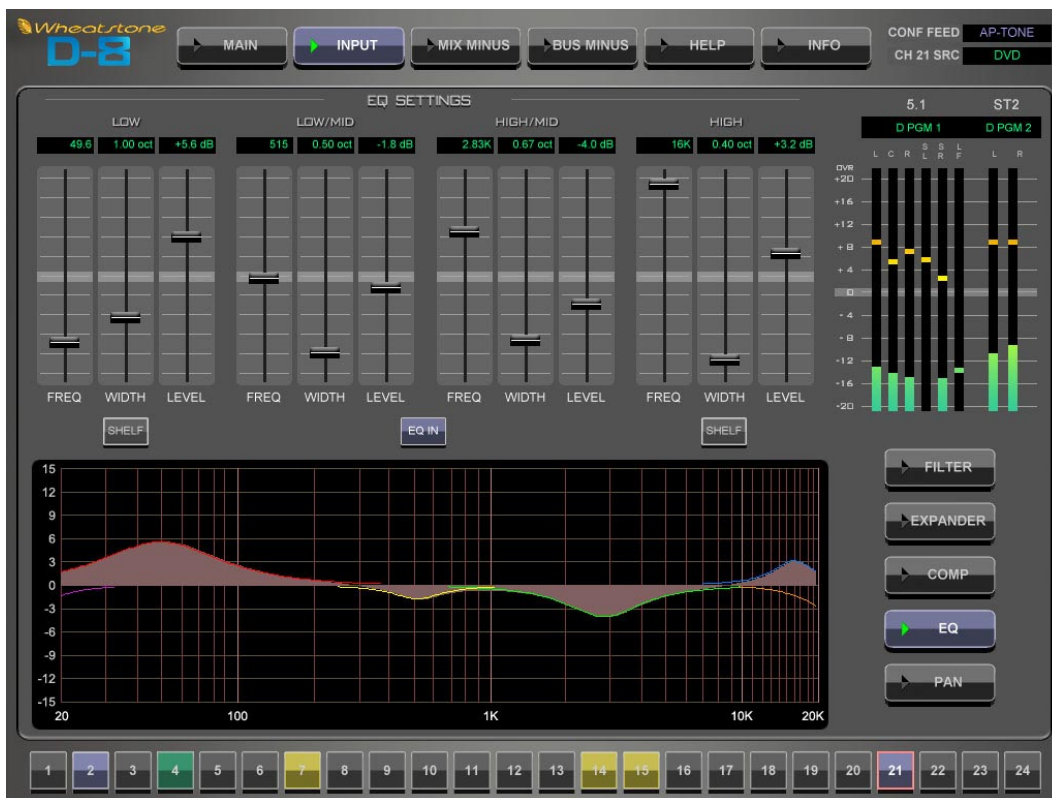 Wheatstone
D-8
MAIN
INPUT
MIX MINUS
BUS MINUS
HELP
INFO
CONF FEED AP-TONE
CH 21 SRC DVD
EQ SETTINGS
LOW LOW/MID HIGH/MID HIGH
49.6 1.00 oct +5.6 dB 515 0.50 oct -1.8 dB 2.83K 0.67 oct -4.0 dB 16K 0.40 oct +3.2 dB
FREQ WIDTH LEVEL FREQ WIDTH LEVEL FREQ WIDTH LEVEL FREQ WIDTH LEVEL
SHELF EQ IN SHELF
5.1 ST2
D PGM 1 D PGM 2
L C R SL SR LF L R
OVR
+20
+16
+12
+8
+4
0
-4
-8
-12
-16
-20
15
12
9
6
3
0
-3
-6
-9
-12
-15
20 100 1K 10K 20K
FILTER
EXPANDER
COMP
EQ
PAN
1 2 3 4 5 6 7 8 9 10 11 12 13 14 15 16 17 18 19 20 21 22 23 24